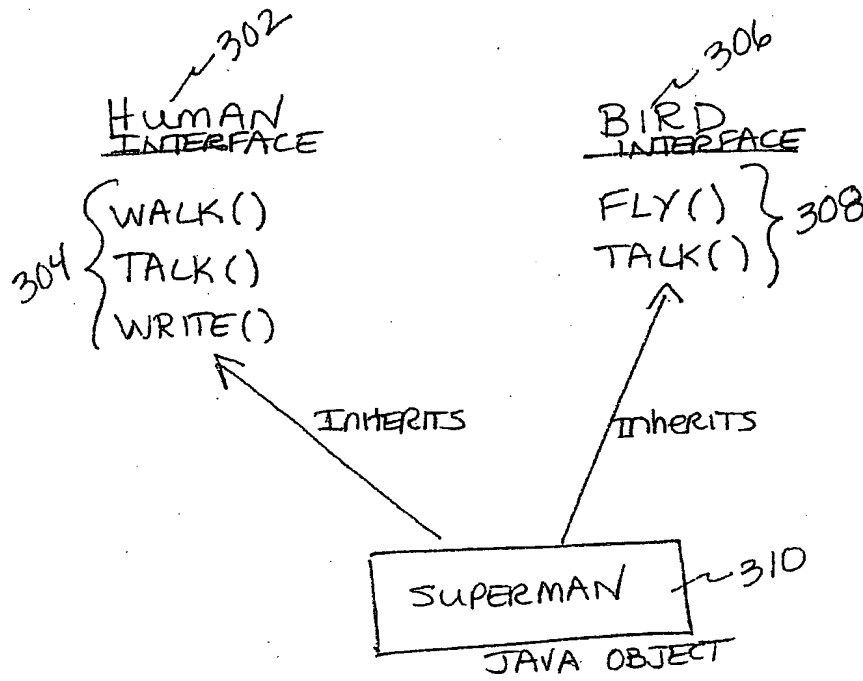 302
306
HUMAN
INTERFACE
BIRD
INTERFACE
WALK()
TALK()
WRITE()
304
FLY()
TALK()
308
INHERITS
INHERITS
SUPERMAN
310
JAVA OBJECT